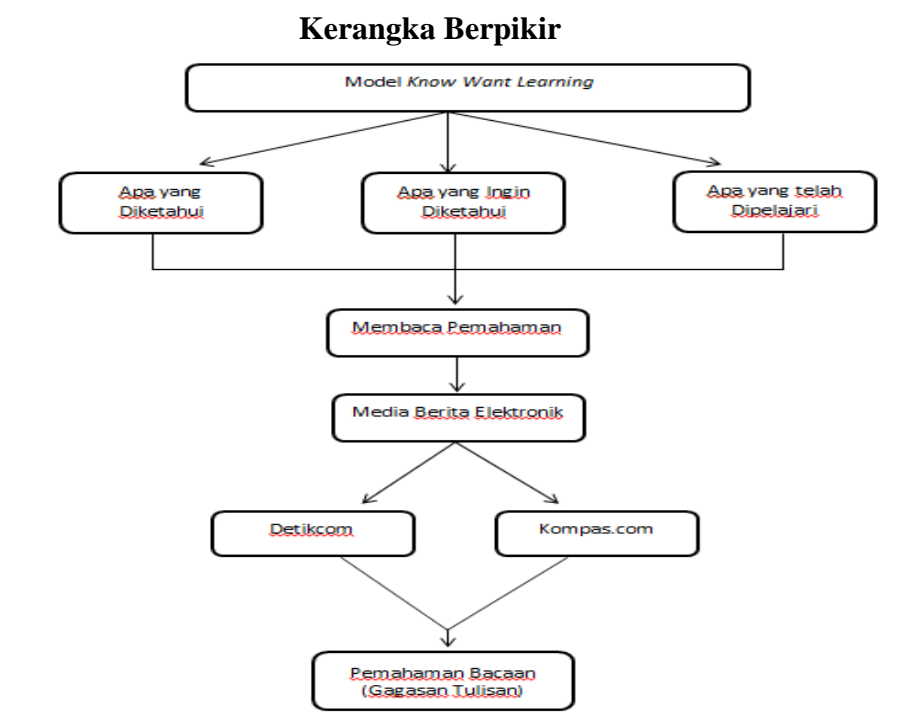 Kerangka Berpikir
Model Know Want Learning
Apa yang
Diketahui
Apa yang Ingin
Diketahui
Apa yang telah
Dipelajari
Membaca Pemahaman
Media Berita Elektronik
Detikcom
Kompas.com
Pemahaman Bacaan
(Gagasan Tulisan)